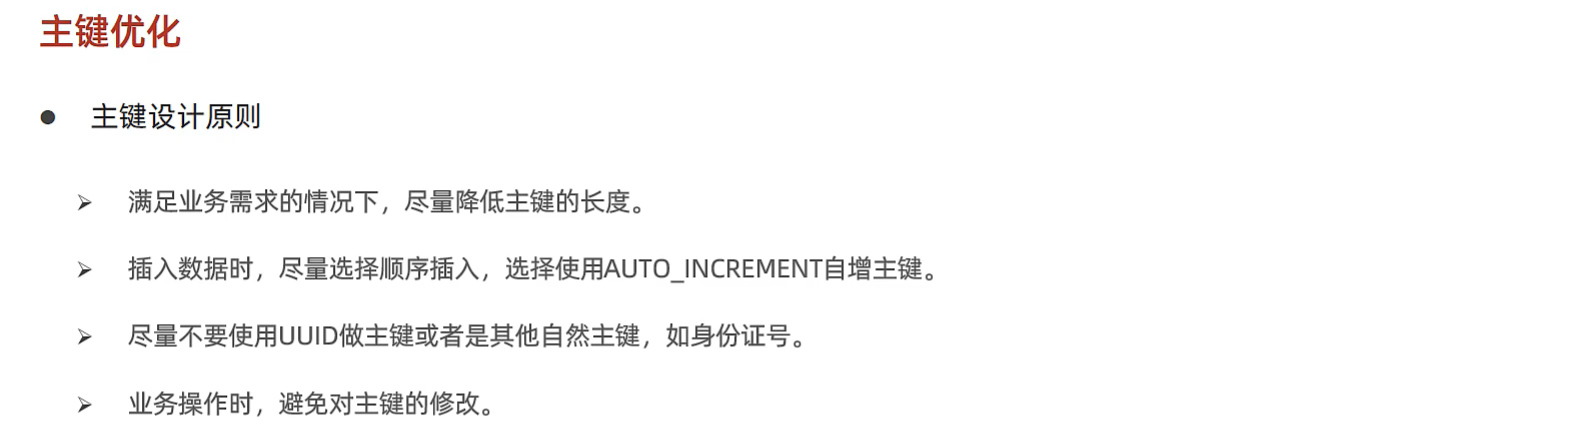 主键优化
主键设计原则
满足业务需求的情况下，尽量降低主键的长度。
插入数据时，尽量选择顺序插入，选择使用AUTO_INCREMENT自增主键。
尽量不要使用UUID做主键或者是其他自然主键，如身份证号。
业务操作时，避免对主键的修改。